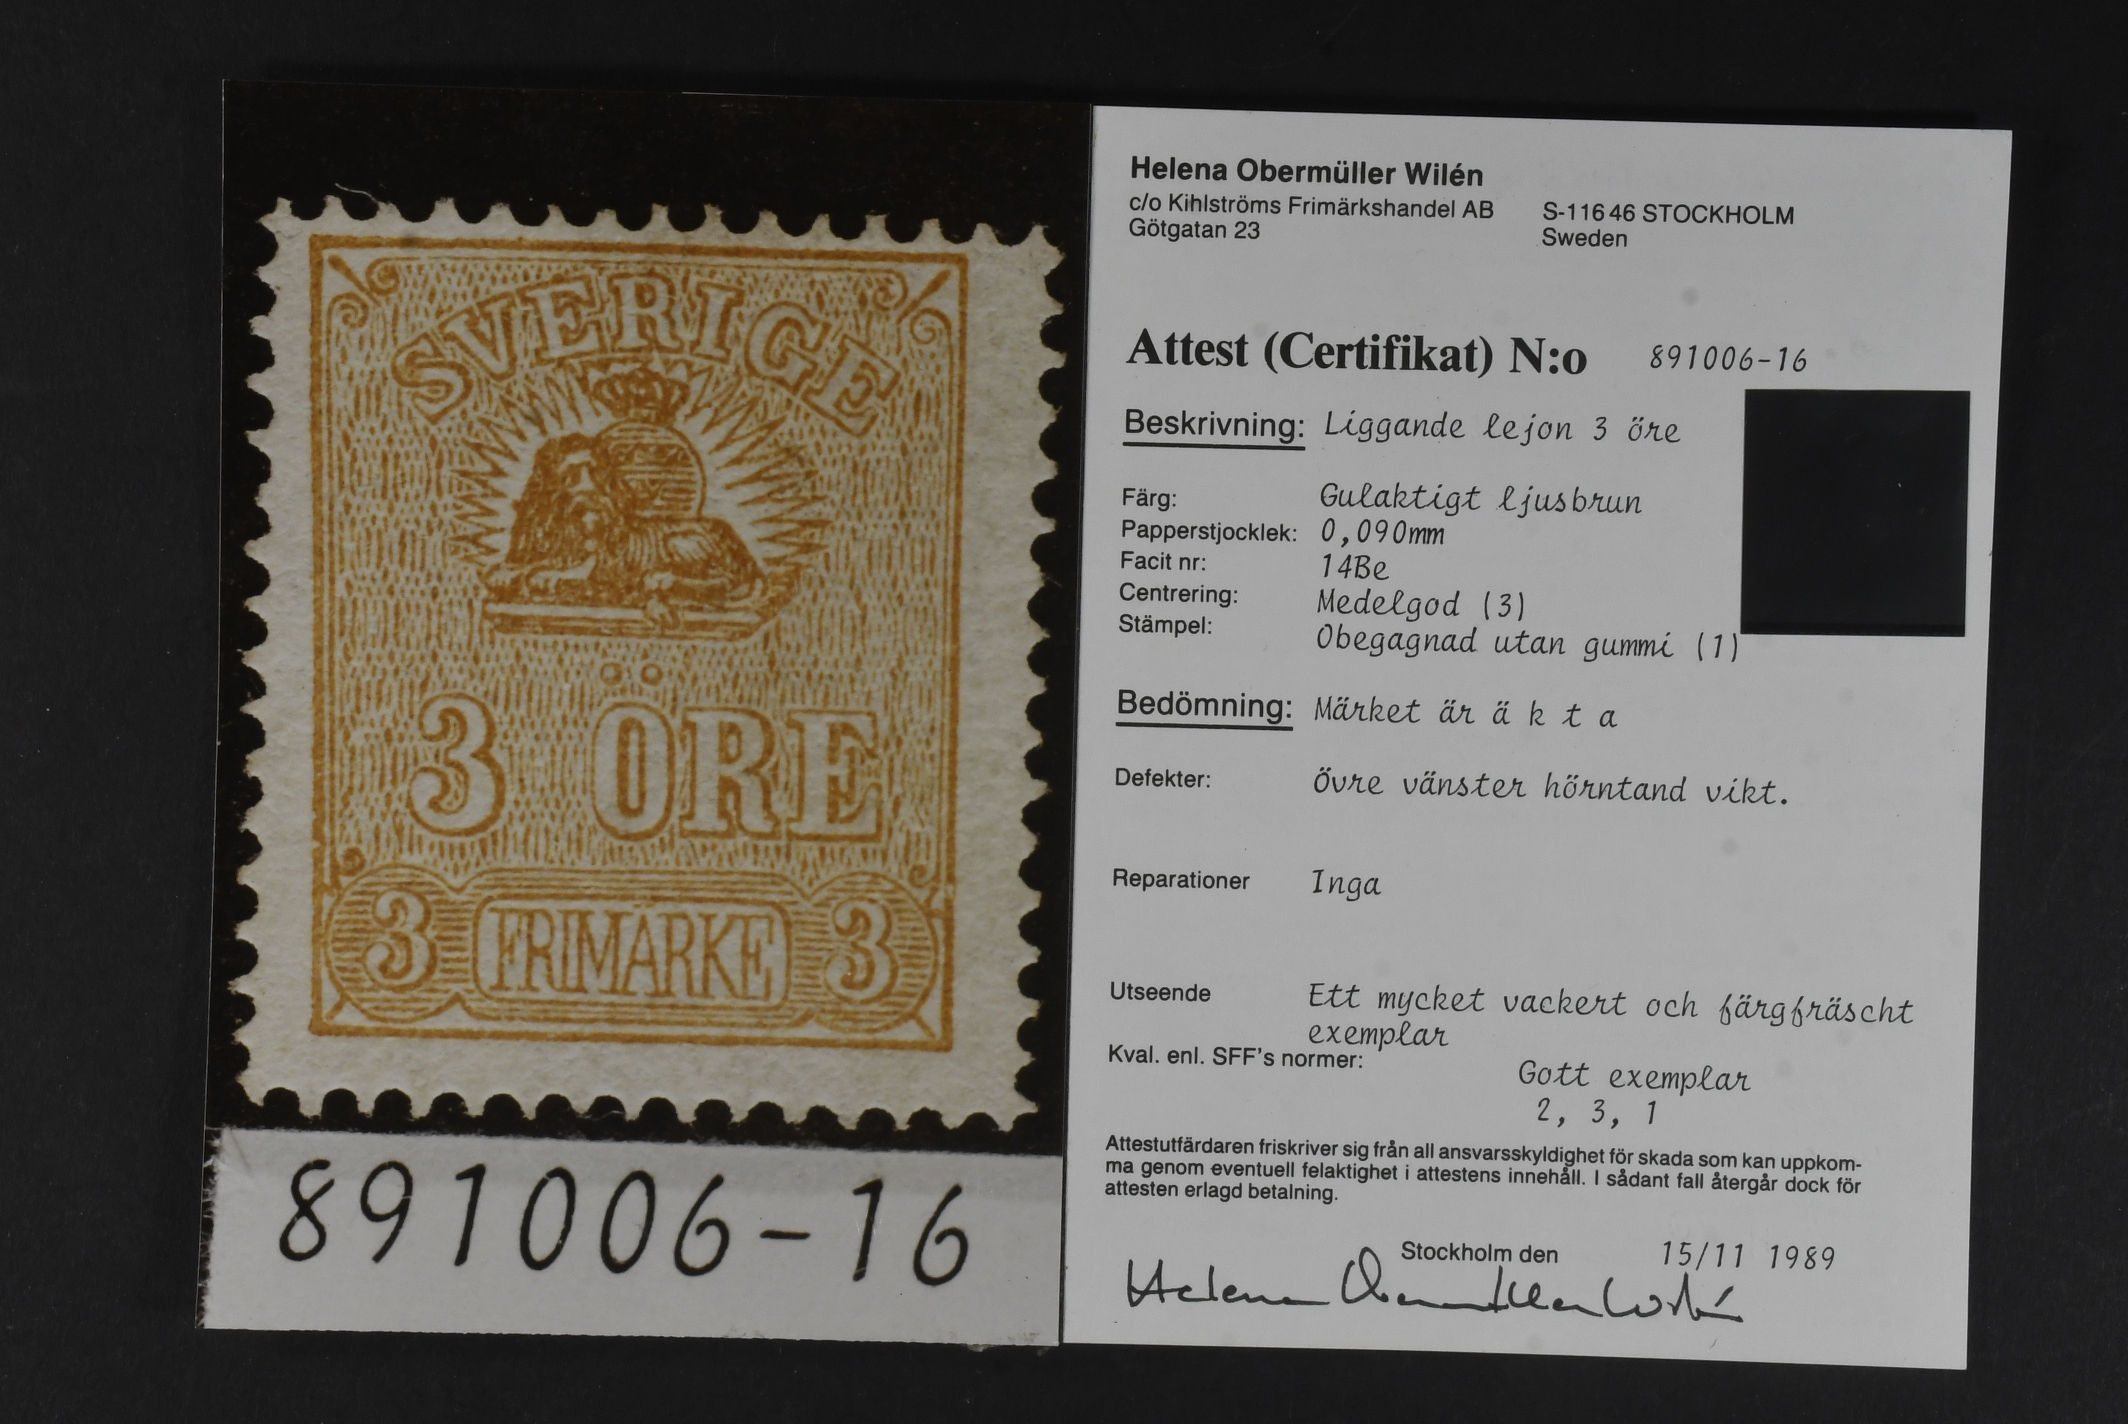 SVERIGE
3 ÖRE
3 FRIMÄRKE 3
891006-16
Helena Obermüller Wilén
c/o Kihlströms Frimärkshandel AB S-116 46 STOCKHOLM
Götgatan 23 Sweden
Attest (Certifikat) N:o 891006-16
Beskrivning: Liggande lejon 3 öre
Färg: Gulaktigt ljusbrun
Papperstjocklek: 0,090mm
Facit nr: 14Be
Centrering: Medelgod (3)
Stämpel: Obegagnad utan gummi (1)
Bedömning: Märket är ä k t a
Defekter: Övre vänster hörntand vikt.
Reparationer Inga
Utseende Ett mycket vackert och färgfräscht
exemplar
Kval. enl. SFF's normer: Gott exemplar
2, 3, 1
Attestutfärdaren friskriver sig från all ansvarsskyldighet för skada som kan uppkom-
ma genom eventuell felaktighet i attestens innehåll. I sådant fall återgår dock för
attesten erlagd betalning.
Stockholm den 15/11 1989
Helena Obermüller Wilén